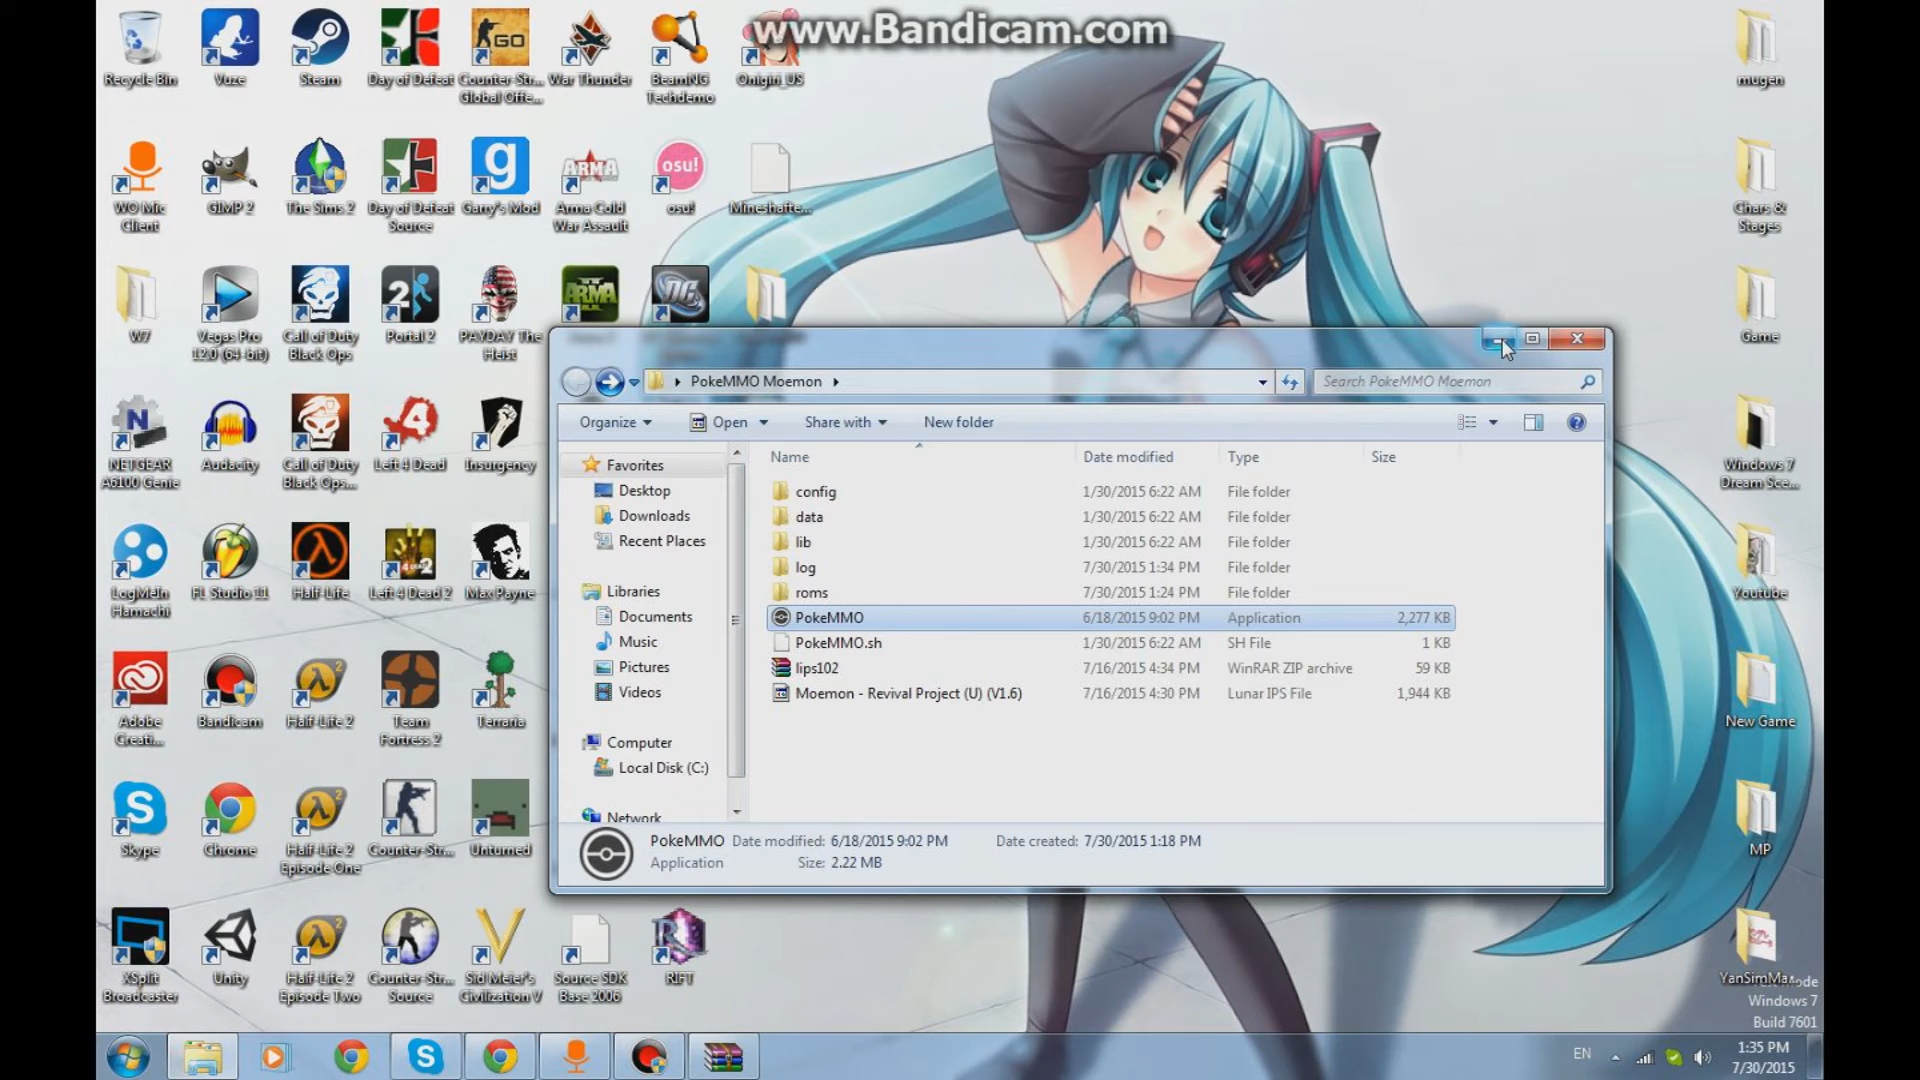 www.Bandicam.com
Recycle Bin
Vuze
Steam
Day of Defeat
Counter-Str...
Global Offe...
War Thunder
BeamNG
Techdemo
Onigiri_US
mugen
WO Mic
Client
GIMP 2
The Sims 2
Day of Defeat
Source
Garry's Mod
Arma Cold
War Assault
osu!
Mineshafte...
Chars &
Stages
W7
Vegas Pro
12.0 (64-bit)
Call of Duty
Black Ops
Portal 2
PAYDAY The
Heist
Game
PokeMMO Moemon
Search PokeMMO Moemon
Organize
Open
Share with
New folder
Name
Date modified
Type
Size
Favorites
Desktop
Downloads
Recent Places
Libraries
Documents
Music
Pictures
Videos
Computer
Local Disk (C:)
Network
config 1/30/2015 6:22 AM File folder
data 1/30/2015 6:22 AM File folder
lib 1/30/2015 6:22 AM File folder
log 7/30/2015 1:34 PM File folder
roms 7/30/2015 1:24 PM File folder
PokeMMO 6/18/2015 9:02 PM Application 2,277 KB
PokeMMO.sh 1/30/2015 6:22 AM SH File 1 KB
lips102 7/16/2015 4:34 PM WinRAR ZIP archive 59 KB
Moemon - Revival Project (U) (V1.6) 7/16/2015 4:30 PM Lunar IPS File 1,944 KB
PokeMMO Date modified: 6/18/2015 9:02 PM Date created: 7/30/2015 1:18 PM
Application Size: 2.22 MB
NETGEAR
A6100 Genie
Audacity
Call of Duty
Black Ops...
Left 4 Dead
Insurgency
Windows 7
Dream Sce...
LogMeIn
Hamachi
FL Studio 11
Half-Life
Left 4 Dead 2
Max Payne
Youtube
Adobe
Creati...
Bandicam
Half-Life 2
Team
Fortress 2
Terraria
New Game
Skype
Chrome
Half-Life 2
Episode One
Counter-Str...
Unturned
MP
XSplit
Broadcaster
Unity
Half-Life 2
Episode Two
Counter-Str...
Source
Sid Meier's
Civilization V
Source SDK
Base 2006
RIFT
YanSimMa...
Windows 7
Build 7601
EN
1:35 PM
7/30/2015